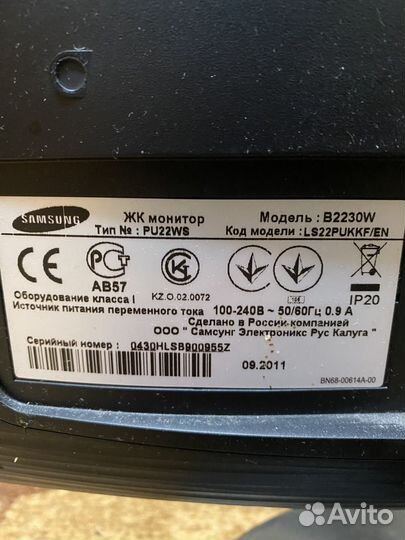 SAMSUNG
ЖК монитор
Модель : B2230W
Тип № : PU22WS
Код модели : LS22PUKKF/EN
CE
АВ57
KZ.O.02.0072
IP20
Оборудование класса I
Источник питания переменного тока 100-240В ~ 50/60Гц 0.9 А
Сделано в России компанией
ООО " Самсунг Электроникс Рус Калуга "
Серийный номер : 0430HLSB900955Z
09.2011
BN68-00614A-00
Avito